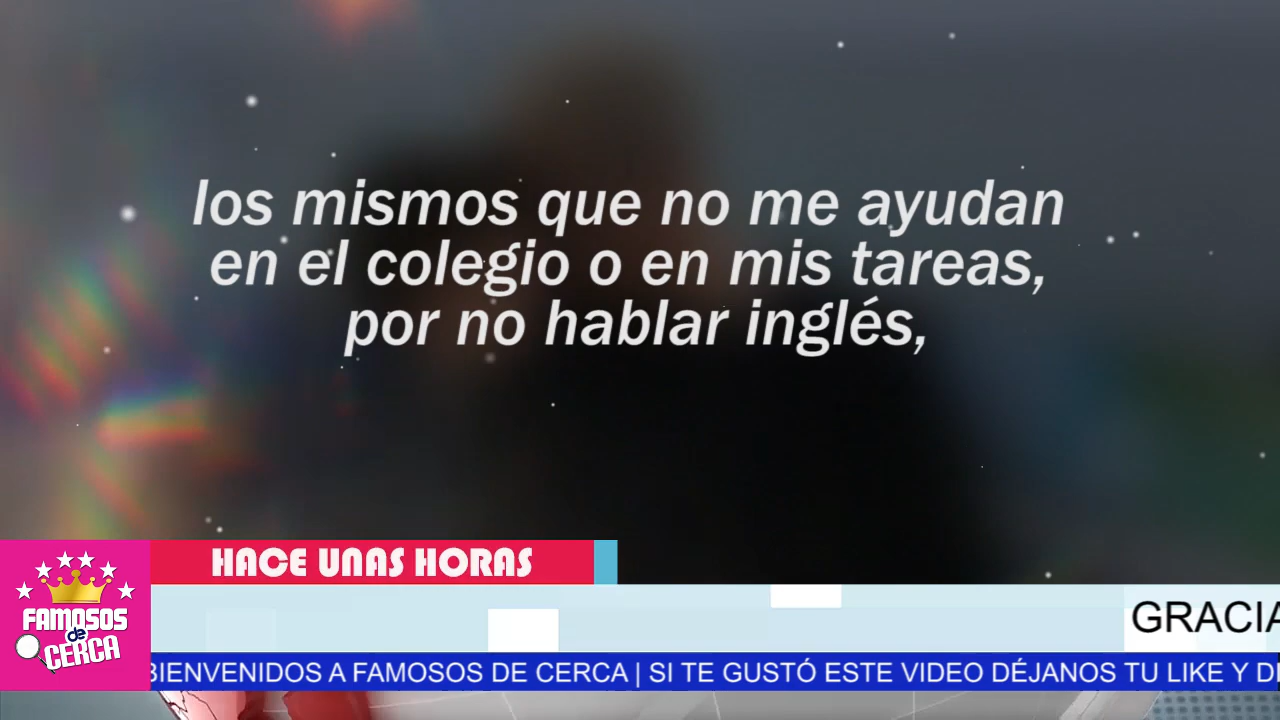 los mismos que no me ayudan
en el colegio o en mis tareas,
por no hablar inglés,
HACE UNAS HORAS
FAMOSOS
de
CERCA
GRACIA
BIENVENIDOS A FAMOSOS DE CERCA | SI TE GUSTÓ ESTE VIDEO DÉJANOS TU LIKE Y